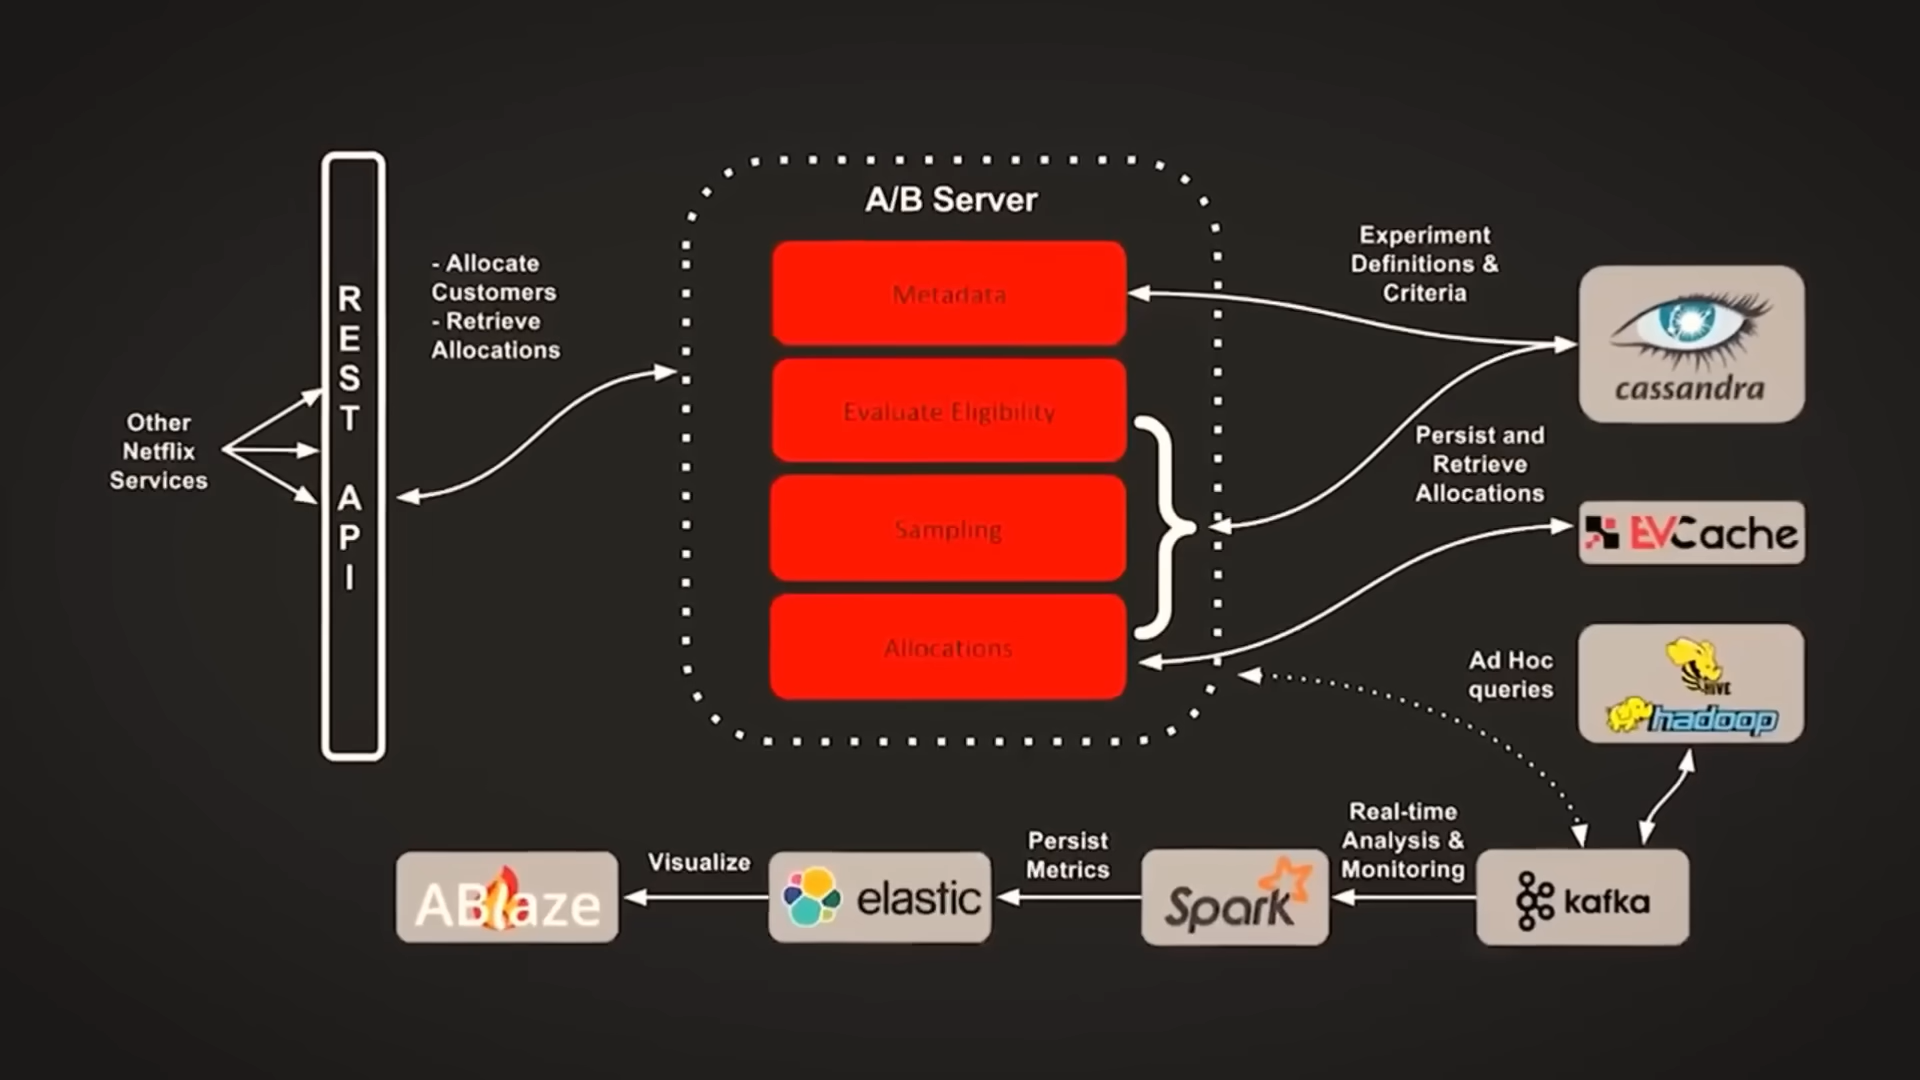 A/B Server
Metadata
Evaluate Eligibility
Sampling
Allocations
Other
Netflix
Services
R
E
S
T
A
P
I
- Allocate
Customers
- Retrieve
Allocations
Experiment
Definitions &
Criteria
cassandra
Persist and
Retrieve
Allocations
EVCache
Ad Hoc
queries
HIVE
hadoop
ABlaze
Visualize
elastic
Persist
Metrics
Spark
Real-time
Analysis &
Monitoring
kafka